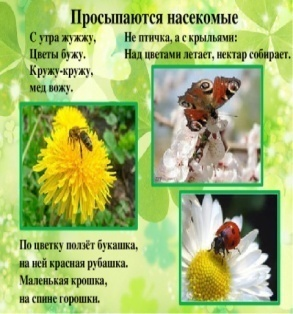 Просыпаются насекомые
С утра жужжу,
Цветы бужу.
Кружу-кружу,
мед вожу.
Не птичка, а с крыльями:
Над цветами летает, нектар собирает.
По цветку ползёт букашка,
на ней красная рубашка.
Маленькая крошка,
на спине горошки.